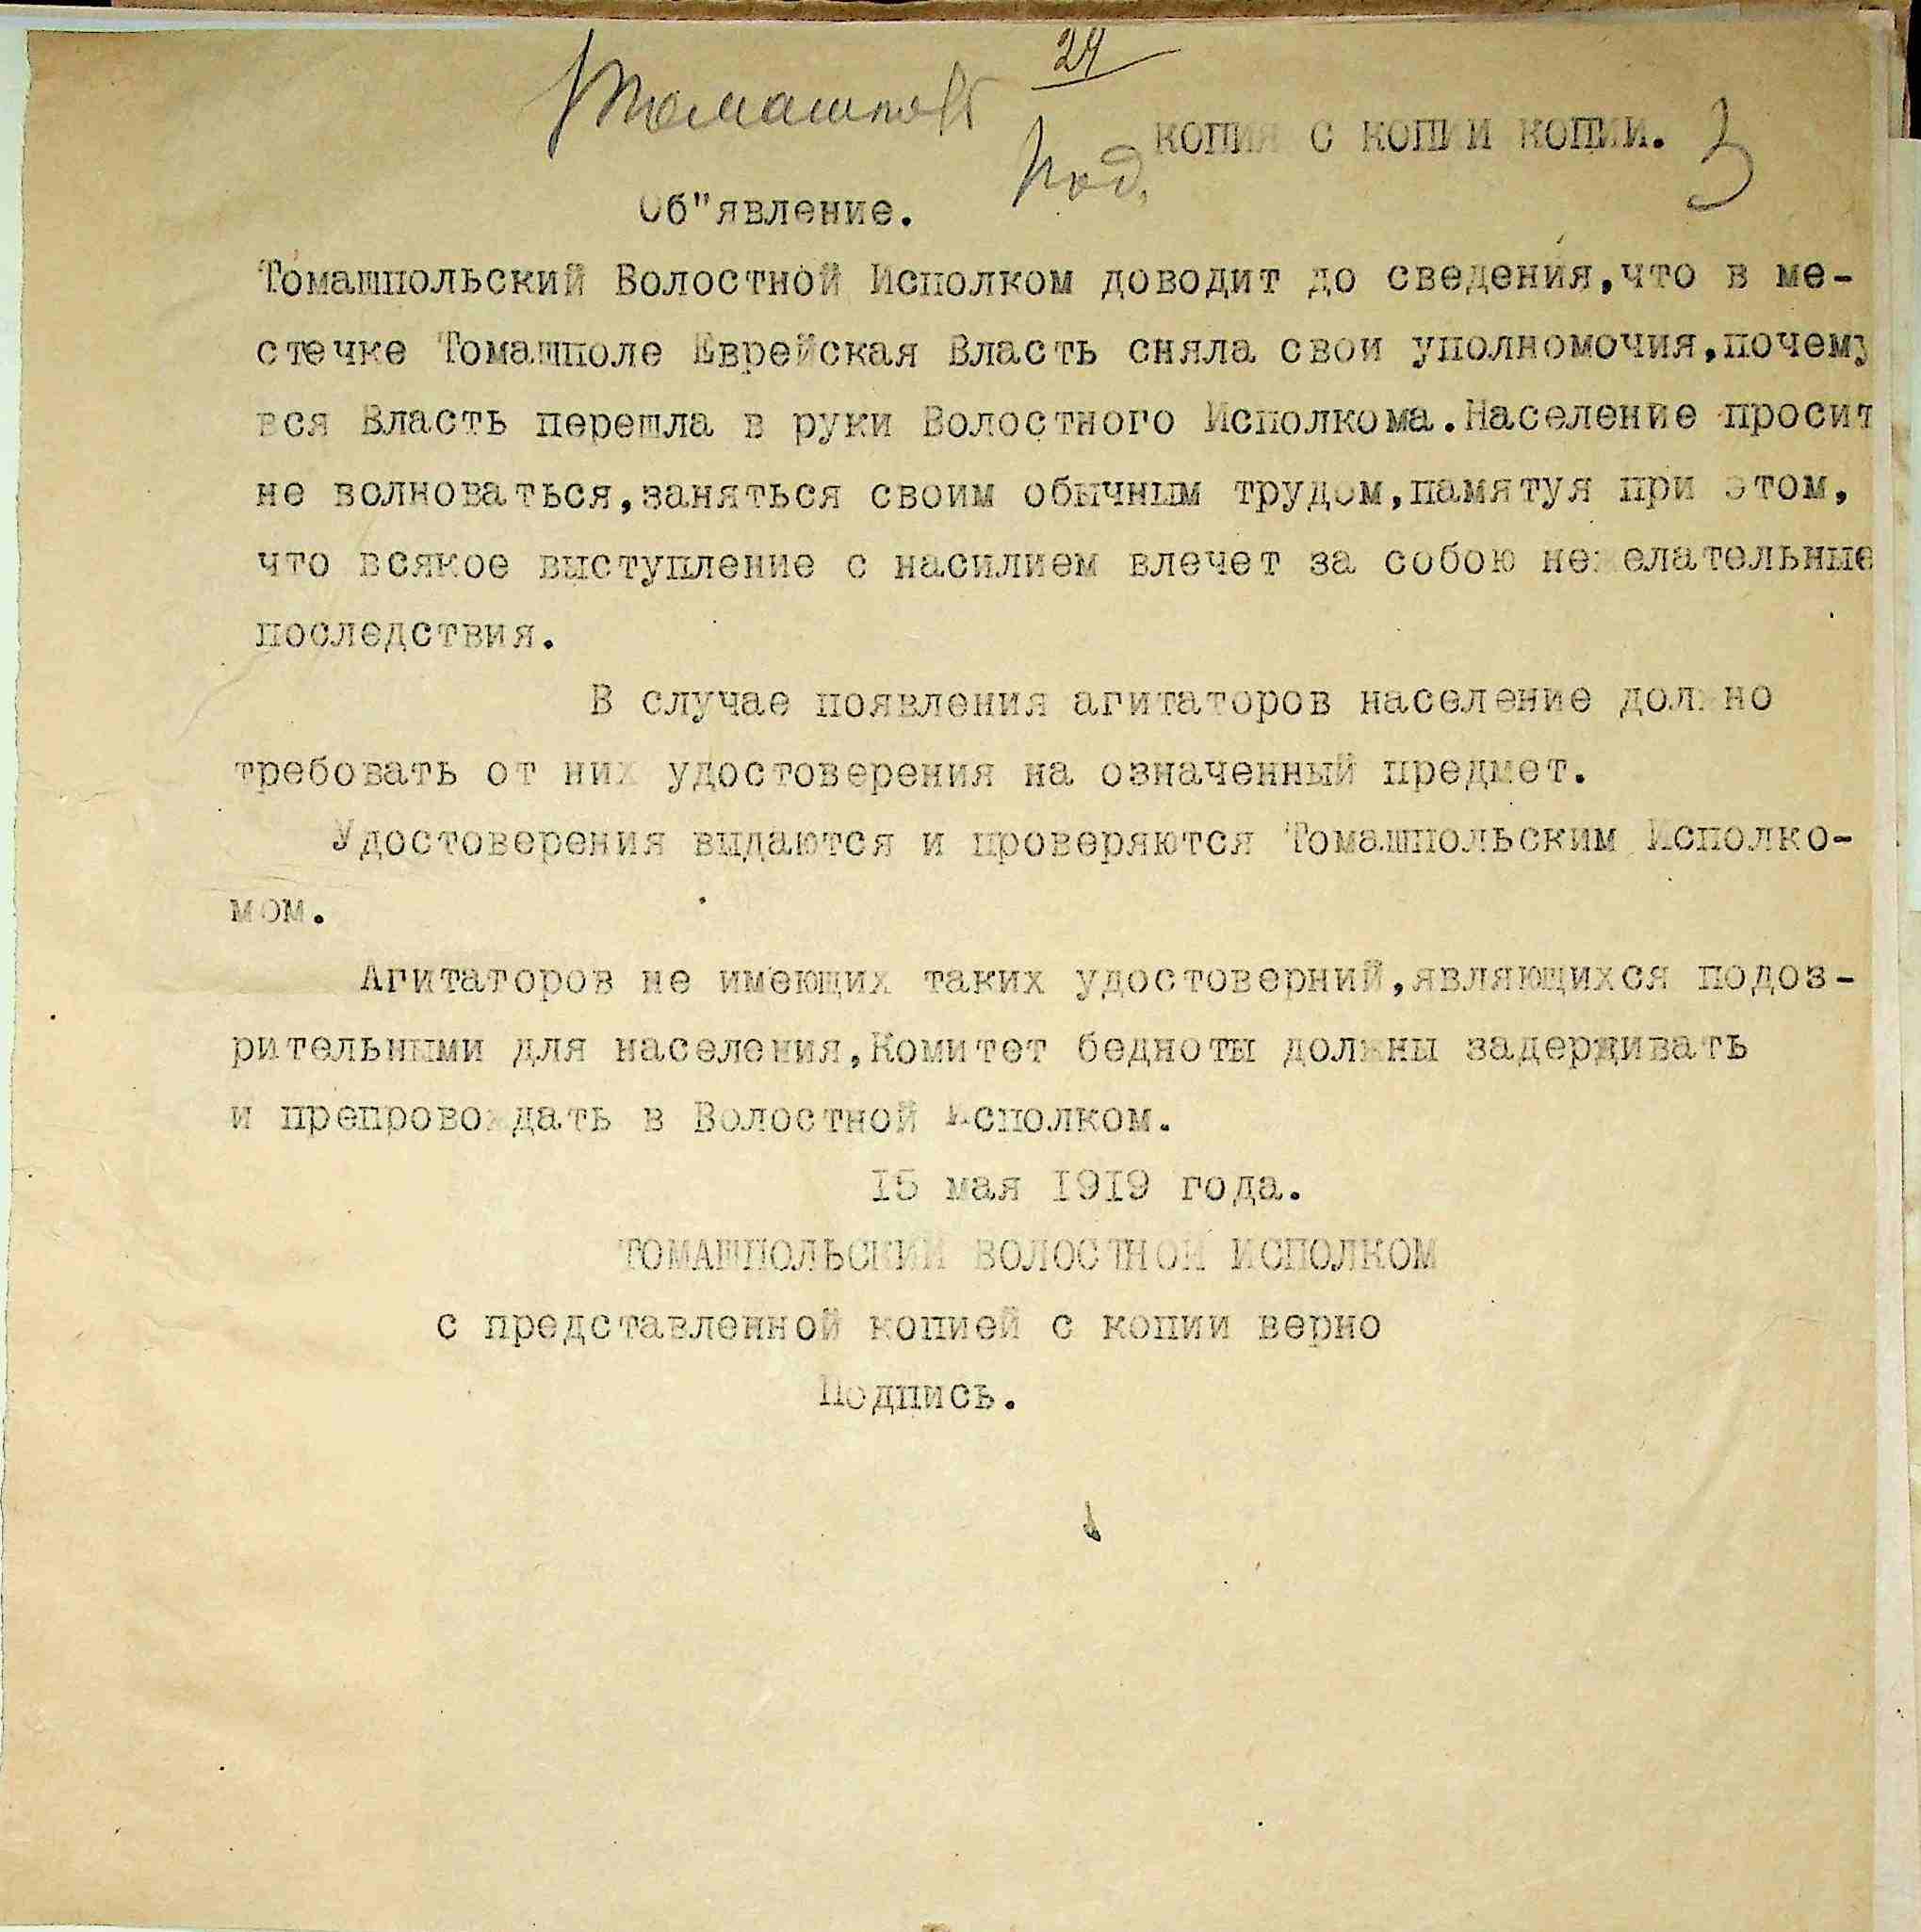 24
Томашполь
Под.
КОПИЯ С КОПИИ КОПИИ.
3
Об"явление.
Томашпольский Волостной Исполком доводит до сведения,что в ме-
стечке Томашполе Еврейская Власть сняла свои уполномочия,почему
вся Власть перешла в руки Волостного Исполкома.Население просит
не волноваться,заняться своим обычным трудом,памятуя при этом,
что всякое выступление с насилием влечет за собою нежелательные
последствия.
В случае появления агитаторов население должно
требовать от них удостоверения на означенный предмет.
Удостоверения выдаются и проверяются Томашпольским Исполко-
мом.
Агитаторов не имеющих таких удостоверний,являющихся подоз-
рительными для населения,Комитет бедноты должны задерживать
и препровождать в Волостной Исполком.
I5 мая I9I9 года.
ТОМАШПОЛЬСКИЙ ВОЛОСТНОЙ ИСПОЛКОМ
с представленной копией с копии верно
Подпись.